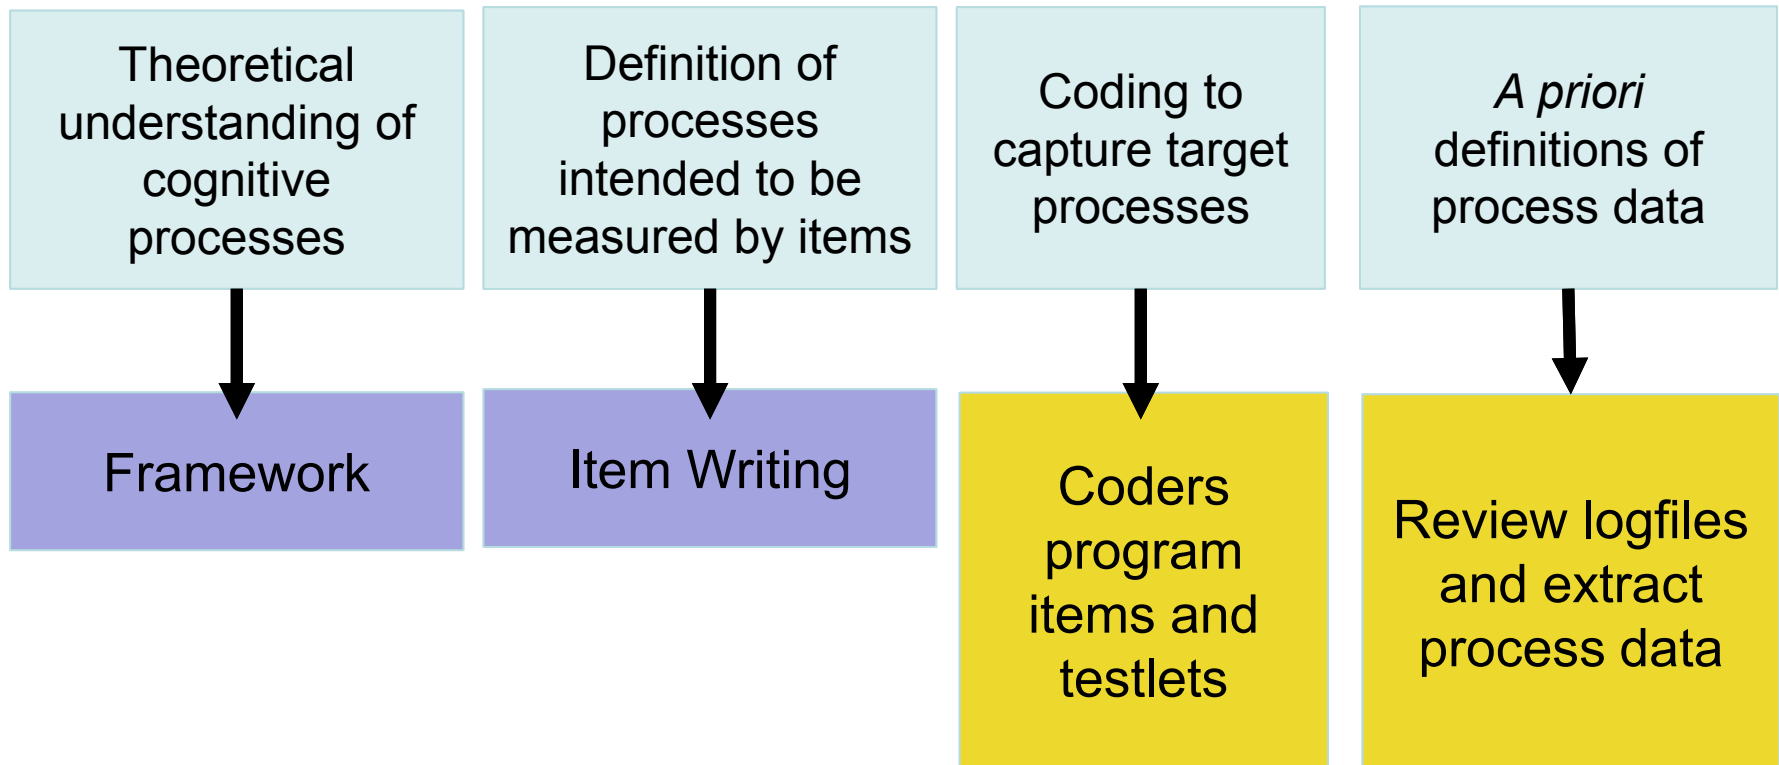 Theoretical
understanding of
cognitive
processes
Definition of
processes
intended to be
measured by items
Coding to
capture target
processes
A priori
definitions of
process data
Framework
Item Writing
Coders
program
items and
testlets
Review logfiles
and extract
process data